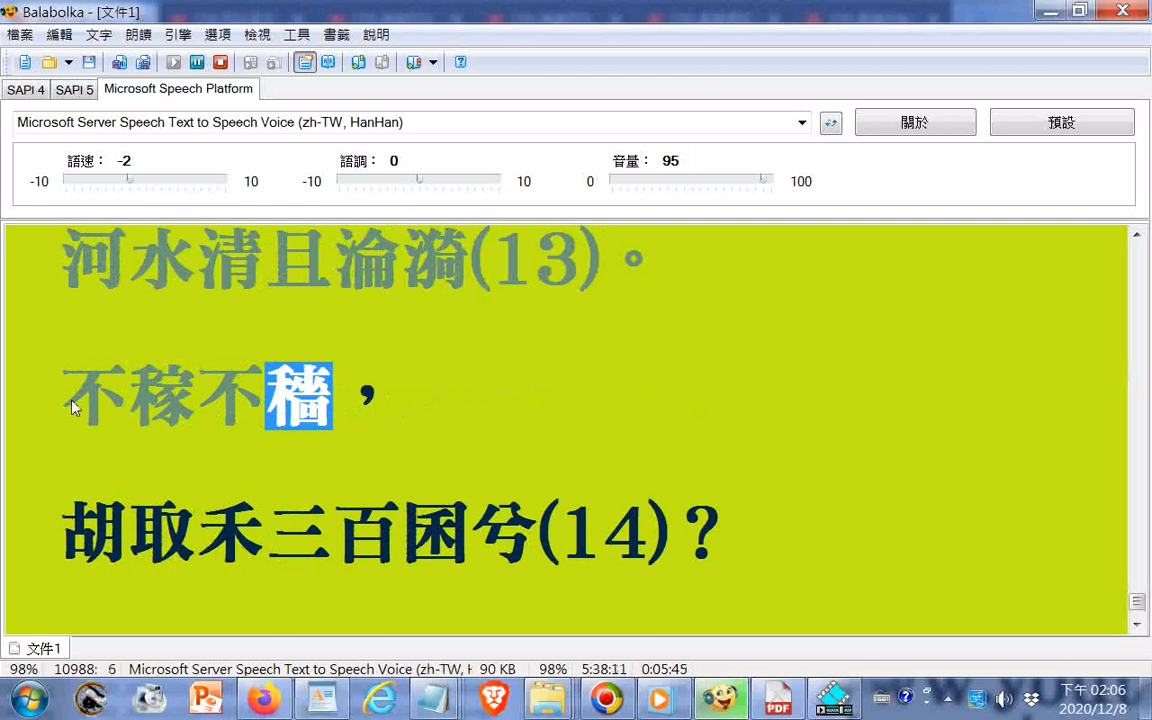 Balabolka - [文件1]
檔案 編輯 文字 朗讀 引擎 選項 檢視 工具 書籤 說明
SAPI 4 SAPI 5 Microsoft Speech Platform
Microsoft Server Speech Text to Speech Voice (zh-TW, HanHan) 關於 預設
語速： -2 語調： 0 音量： 95
-10 10 -10 10 0 100
河水清且淪漪(13)。
不稼不穡，
胡取禾三百囷兮(14)？
文件1
98% 10988: 6 Microsoft Server Speech Text to Speech Voice (zh-TW, H 90 KB 98% 5:38:11 0:05:45
下午 02:06
2020/12/8